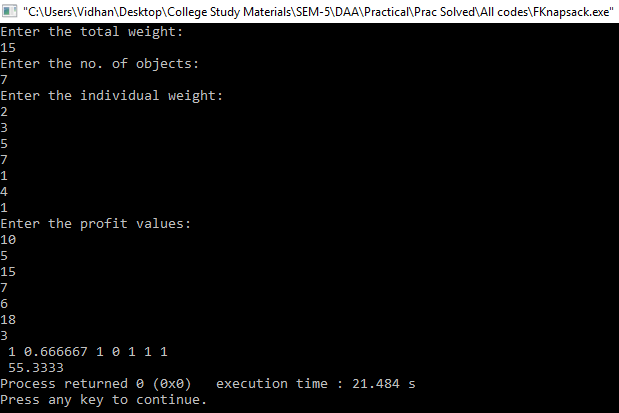 "C:\Users\Vidhan\Desktop\College Study Materials\SEM-5\DAA\Practical\Prac Solved\All codes\FKnapsack.exe"
Enter the total weight:
15
Enter the no. of objects:
7
Enter the individual weight:
2
3
5
7
1
4
1
Enter the profit values:
10
5
15
7
6
18
3
 1 0.666667 1 0 1 1 1
 55.3333
Process returned 0 (0x0)   execution time : 21.484 s
Press any key to continue.